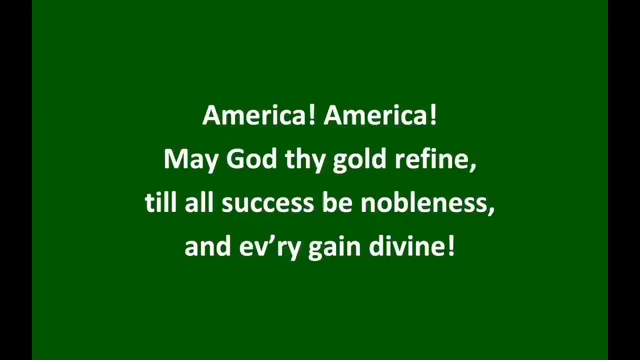 America! America!
May God thy gold refine,
till all success be nobleness,
and ev’ry gain divine!